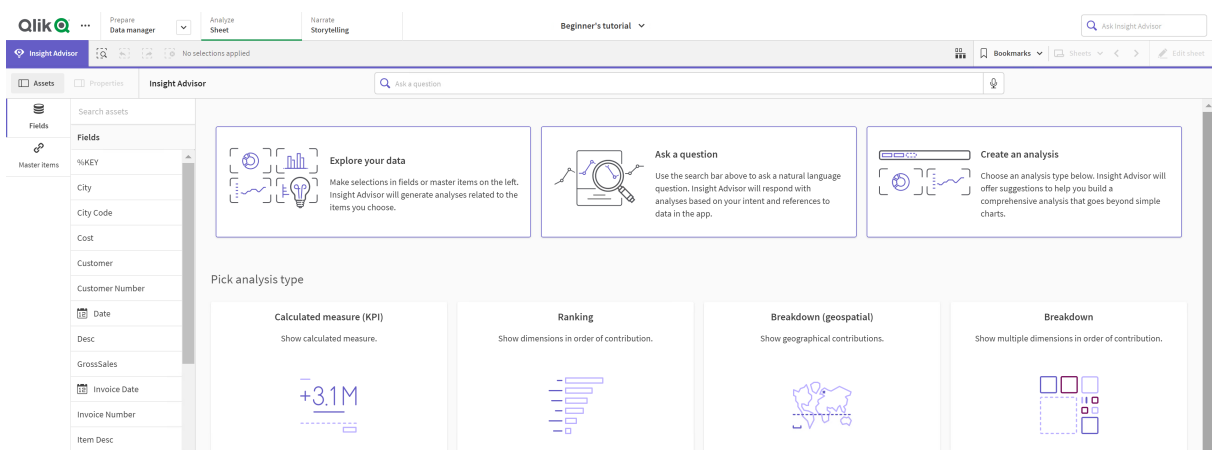 Qlik
Prepare
Data manager
Analyze
Sheet
Narrate
Storytelling
Beginner's tutorial
Ask Insight Advisor
Insight Advisor
No selections applied
Bookmarks
Sheets
Edit sheet
Assets
Properties
Insight Advisor
Ask a question
Fields
Master items
Search assets
Fields
%KEY
City
City Code
Cost
Customer
Customer Number
Date
Desc
GrossSales
Invoice Date
Invoice Number
Item Desc
Explore your data
Make selections in fields or master items on the left.
Insight Advisor will generate analyses related to the
items you choose.
Ask a question
Use the search bar above to ask a natural language
question. Insight Advisor will respond with
analyses based on your intent and references to
data in the app.
Create an analysis
Choose an analysis type below. Insight Advisor will
offer suggestions to help you build a
comprehensive analysis that goes beyond simple
charts.
Pick analysis type
Calculated measure (KPI)
Show calculated measure.
+3.1M
Ranking
Show dimensions in order of contribution.
Breakdown (geospatial)
Show geographical contributions.
Breakdown
Show multiple dimensions in order of contribution.